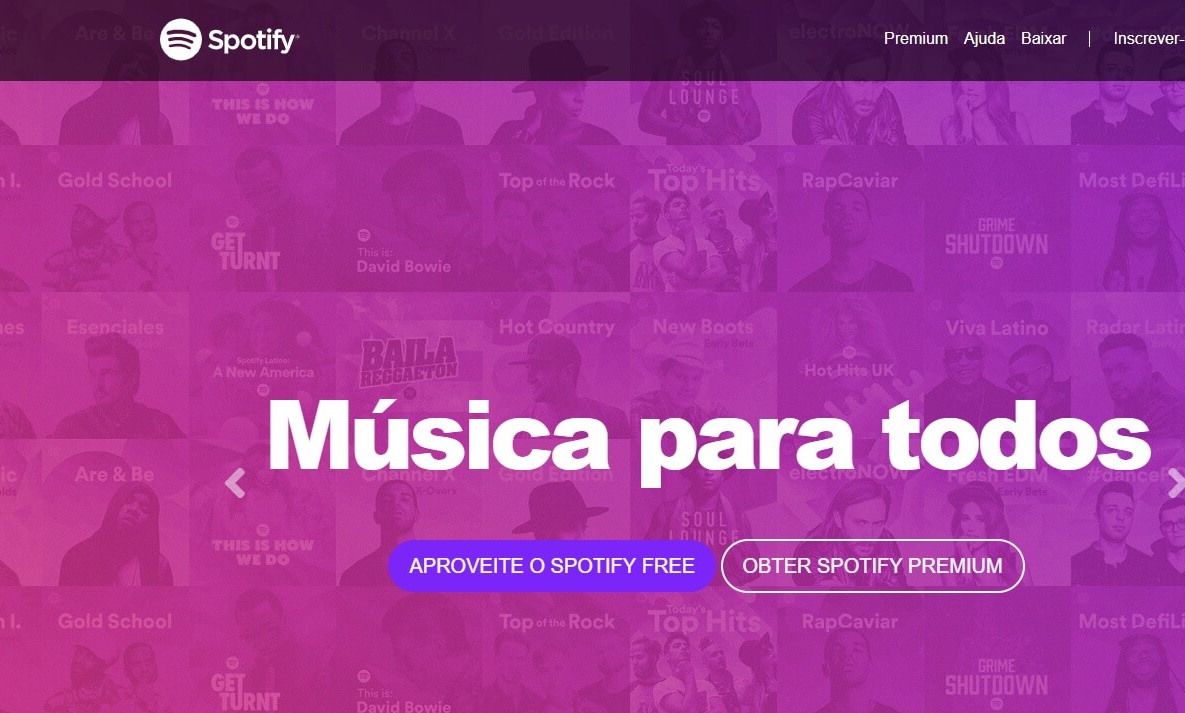 Are & Be
Channel X
Gold Edition
electroNOW
Spotify
Premium Ajuda Baixar | Inscrever-
THIS IS HOW
WE DO
SOUL
LOUNGE
Gold School
Top of the Rock
Today's
Top Hits
RapCaviar
Most DefiLi
GET
TURNT
This is:
David Bowie
GRIME
SHUTDOWN
Esenciales
Spotify Latino:
A New America
BAILA
REGGAETON
Hot Country
New Boots
Early Bets
Hot Hits UK
Viva Latino
Radar Latin
Música para todos
Are & Be
Channel X
Gold Edition
electroNOW
Fresh EDM
Early Bets
#danceP
THIS IS HOW
WE DO
SOUL
LOUNGE
APROVEITE O SPOTIFY FREE
OBTER SPOTIFY PREMIUM
Gold School
Top of the Rock
Today's
Top Hits
RapCaviar
Most DefiLi
GET
TURNT
This is:
David Bowie
GRIME
SHUTDOWN